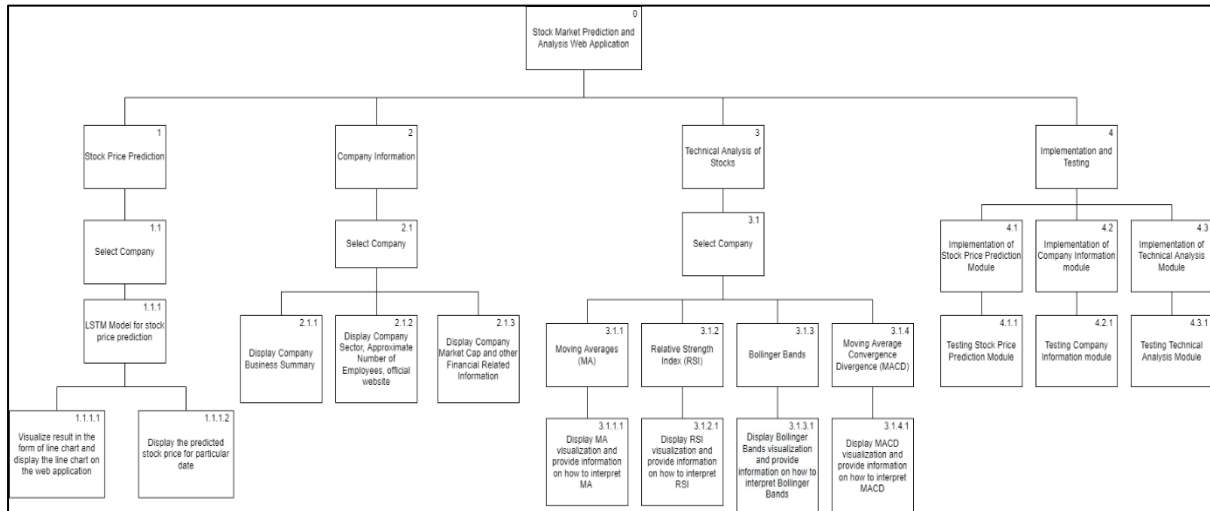 0
Stock Market Prediction and
Analysis Web Application
1
Stock Price Prediction
2
Company Information
3
Technical Analysis of
Stocks
4
Implementation and
Testing
1.1
Select Company
2.1
Select Company
3.1
Select Company
4.1
Implementation of
Stock Price Prediction
Module
4.2
Implementation of
Company Information
module
4.3
Implementation of
Technical Analysis
Module
1.1.1
LSTM Model for stock
price prediction
2.1.1
Display Company
Business Summary
2.1.2
Display Company
Sector, Approximate
Number of
Employees, official
website
2.1.3
Display Company
Market Cap and other
Financial Related
Information
3.1.1
Moving Averages
(MA)
3.1.2
Relative Strength
Index (RSI)
3.1.3
Bollinger Bands
3.1.4
Moving Average
Convergence
Divergence (MACD)
4.1.1
Testing Stock Price
Prediction Module
4.2.1
Testing Company
Information module
4.3.1
Testing Technical
Analysis Module
1.1.1.1
Visualize result in the
form of line chart and
display the line chart on
the web application
1.1.1.2
Display the predicted
stock price for particular
date
3.1.1.1
Display MA
visualization and
provide information
on how to interpret
MA
3.1.2.1
Display RSI
visualization and
provide information
on how to interpret
RSI
3.1.3.1
Display Bollinger
Bands visualization
and provide
information on how to
interpret Bollinger
Bands
3.1.4.1
Display MACD
visualization and
provide information
on how to interpret
MACD